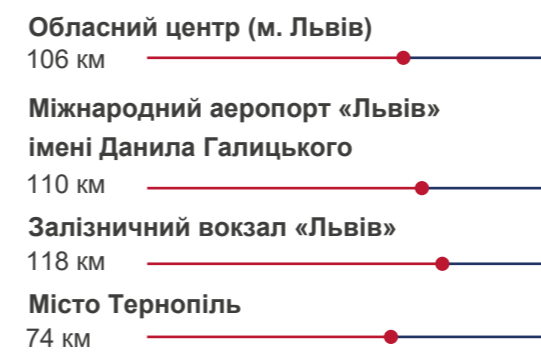 Обласний центр (м. Львів)
106 км
Міжнародний аеропорт «Львів»
імені Данила Галицького
110 км
Залізничний вокзал «Львів»
118 км
Місто Тернопіль
74 км